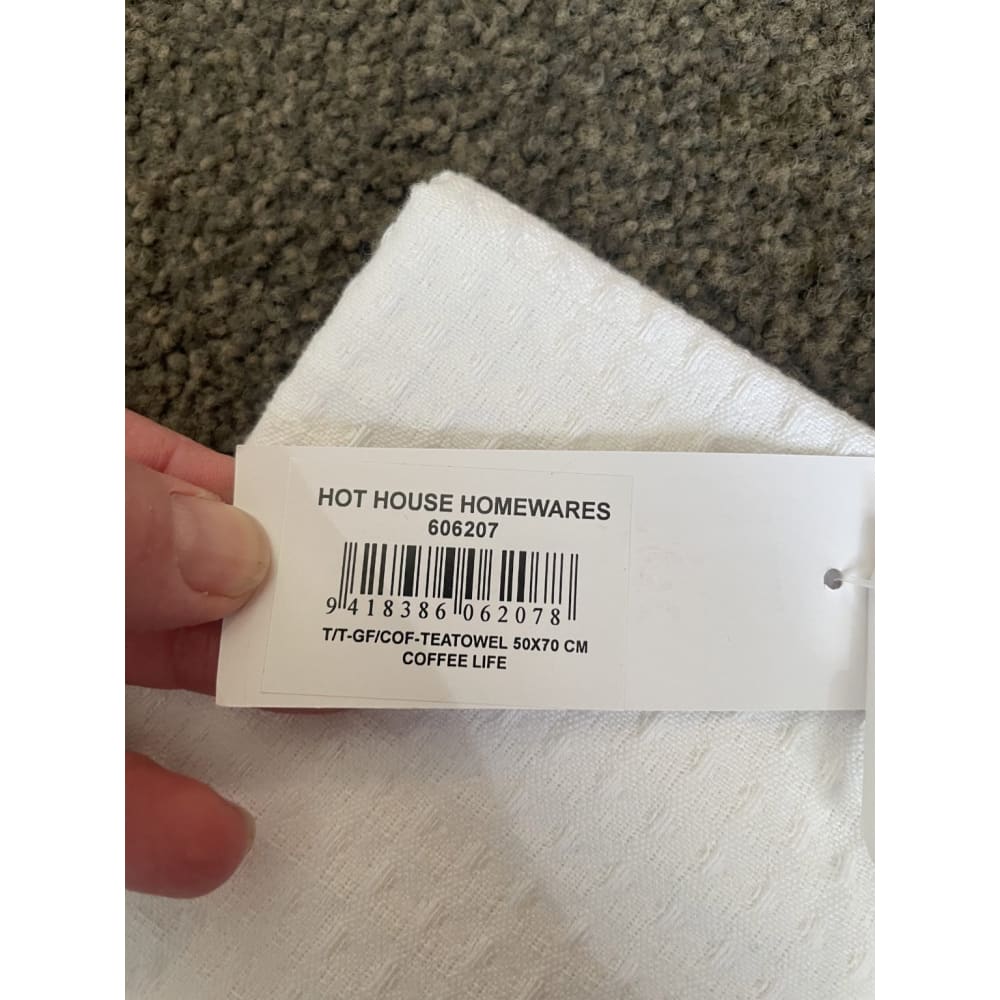 HOT HOUSE HOMEWARES
606207
9 418386 062078
T/T-GF/COF-TEATOWEL 50X70 CM
COFFEE LIFE